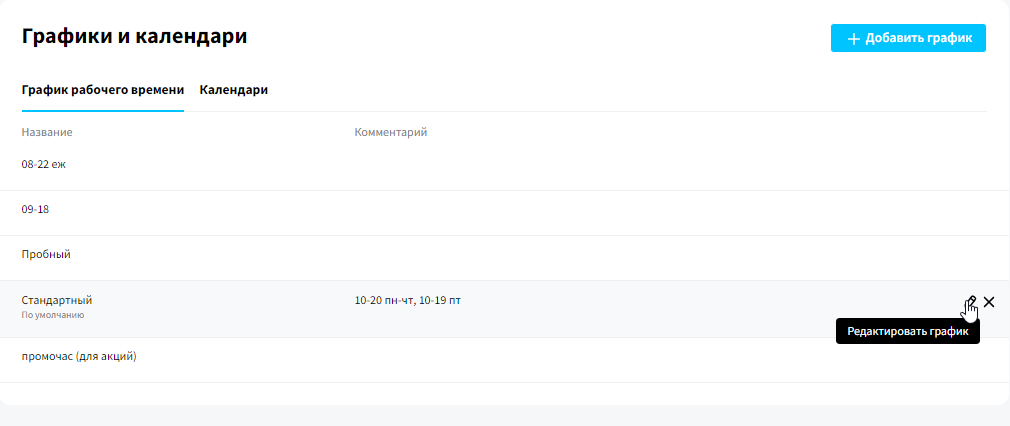 Графики и календари
Добавить график
График рабочего времени Календари
Название Комментарий
08-22 еж
09-18
Пробный
Стандартный 10-20 пн-чт, 10-19 пт
По умолчанию
Редактировать график
промочас (для акций)